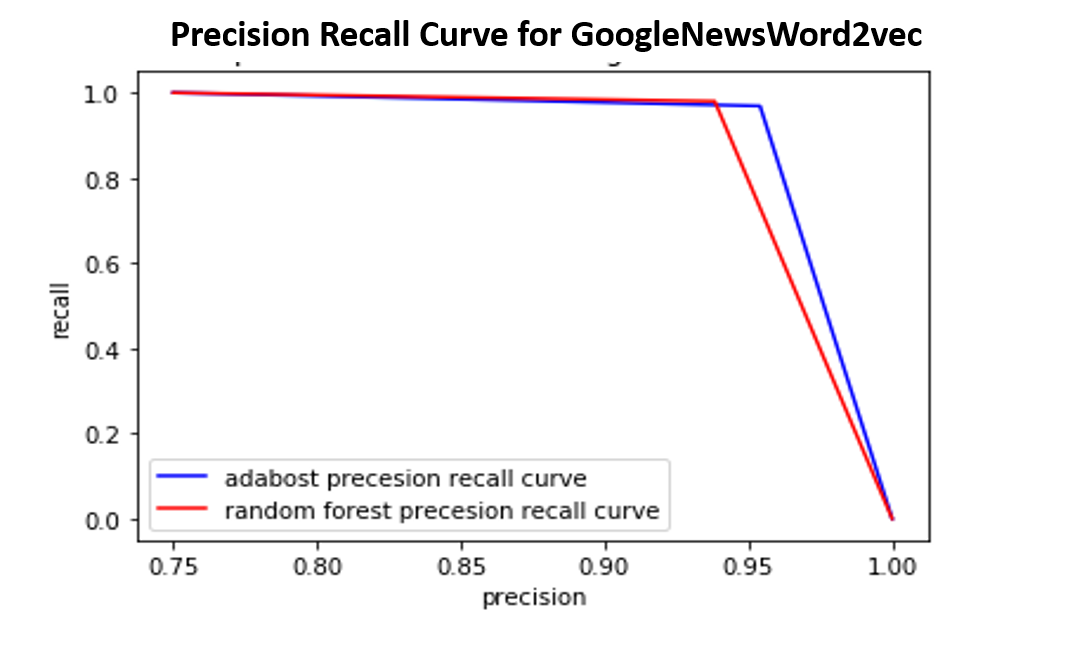 Precision Recall Curve for GoogleNewsWord2vec
1.0
0.8
0.6
0.4
0.2
0.0
recall
adabost precesion recall curve
random forest precesion recall curve
0.75 0.80 0.85 0.90 0.95 1.00
precision